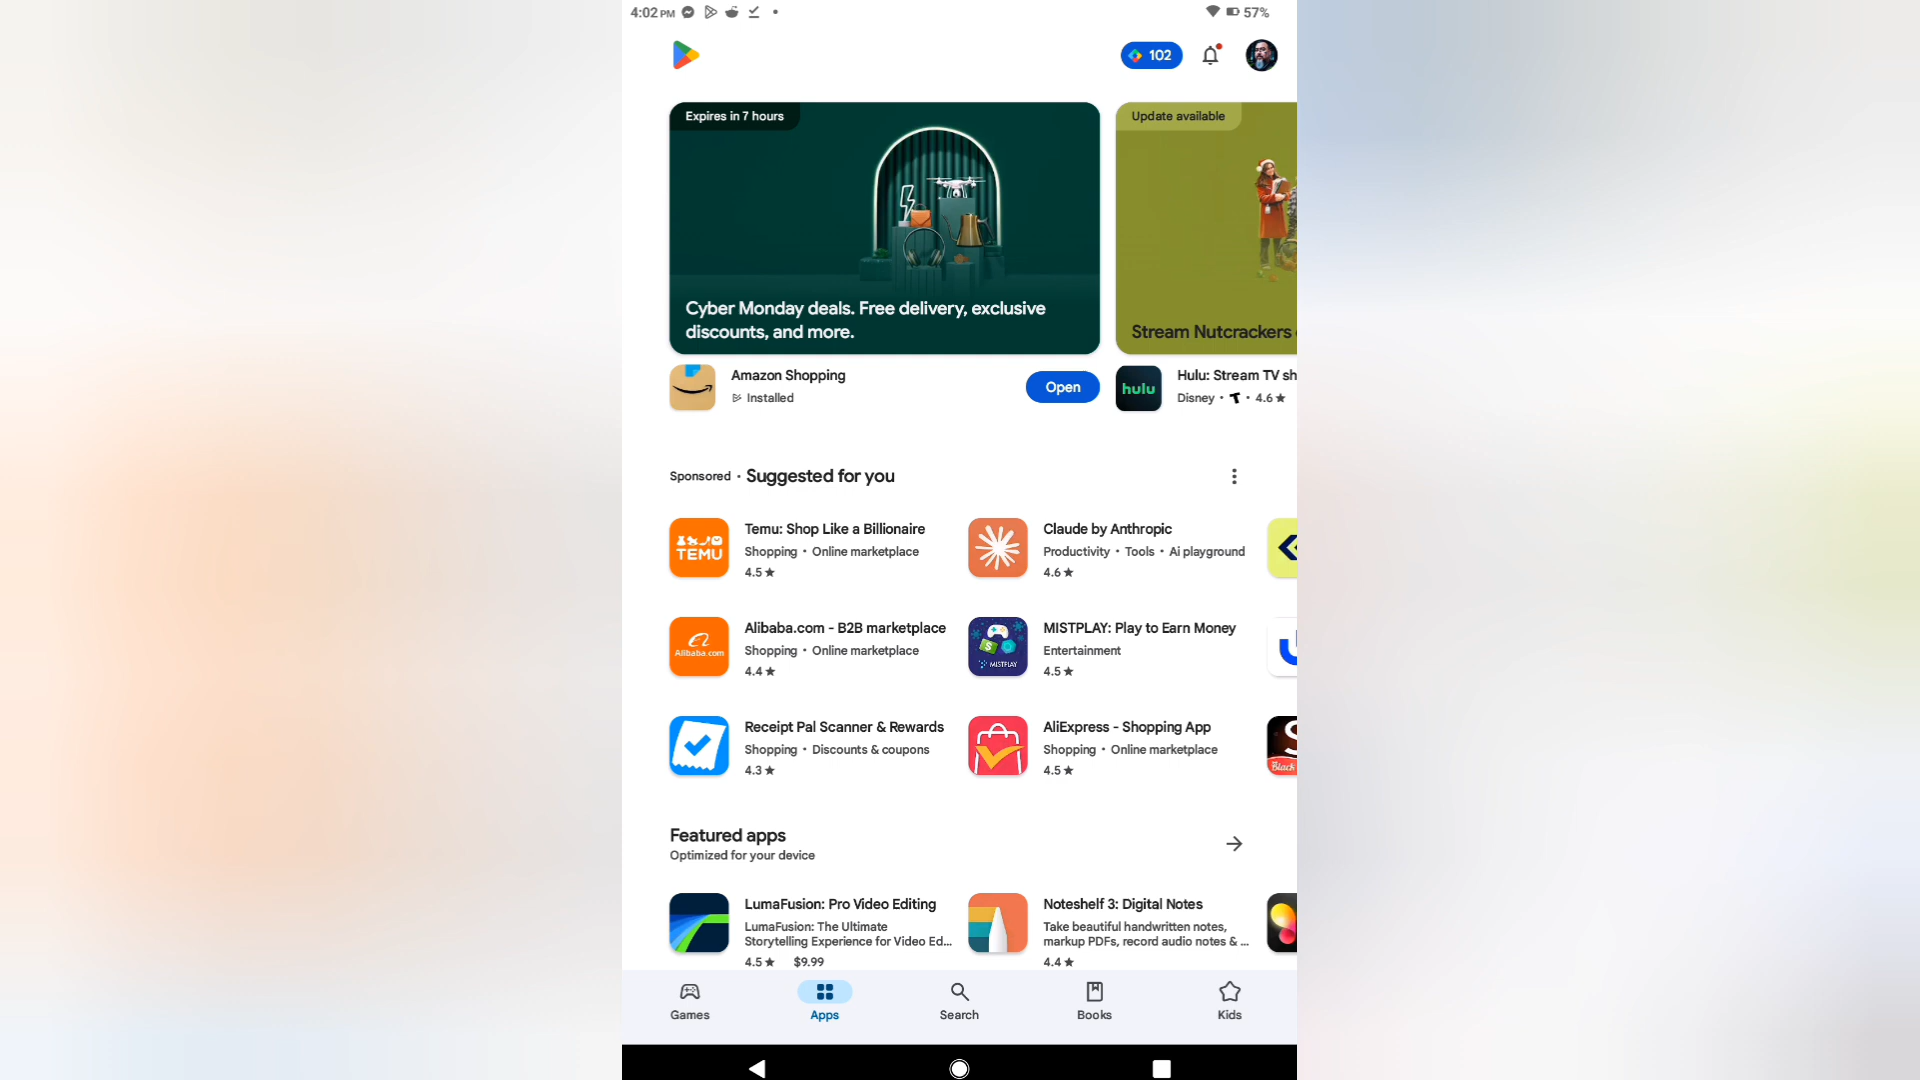 4:02 PM
57%
102
Expires in 7 hours
Cyber Monday deals. Free delivery, exclusive
discounts, and more.
Update available
Stream Nutcrackers
Amazon Shopping
Installed
Open
hulu
Hulu: Stream TV sh
Disney • T • 4.6 ★
Sponsored • Suggested for you
TEMU
Temu: Shop Like a Billionaire
Shopping • Online marketplace
4.5 ★
Claude by Anthropic
Productivity • Tools • Ai playground
4.6 ★
Alibaba.com
Alibaba.com - B2B marketplace
Shopping • Online marketplace
4.4 ★
MISTPLAY
MISTPLAY: Play to Earn Money
Entertainment
4.5 ★
Receipt Pal Scanner & Rewards
Shopping • Discounts & coupons
4.3 ★
AliExpress - Shopping App
Shopping • Online marketplace
4.5 ★
Black
Featured apps
Optimized for your device
LumaFusion: Pro Video Editing
LumaFusion: The Ultimate
Storytelling Experience for Video Ed...
4.5 ★ $9.99
Noteshelf 3: Digital Notes
Take beautiful handwritten notes,
markup PDFs, record audio notes & ...
4.4 ★
Games
Apps
Search
Books
Kids